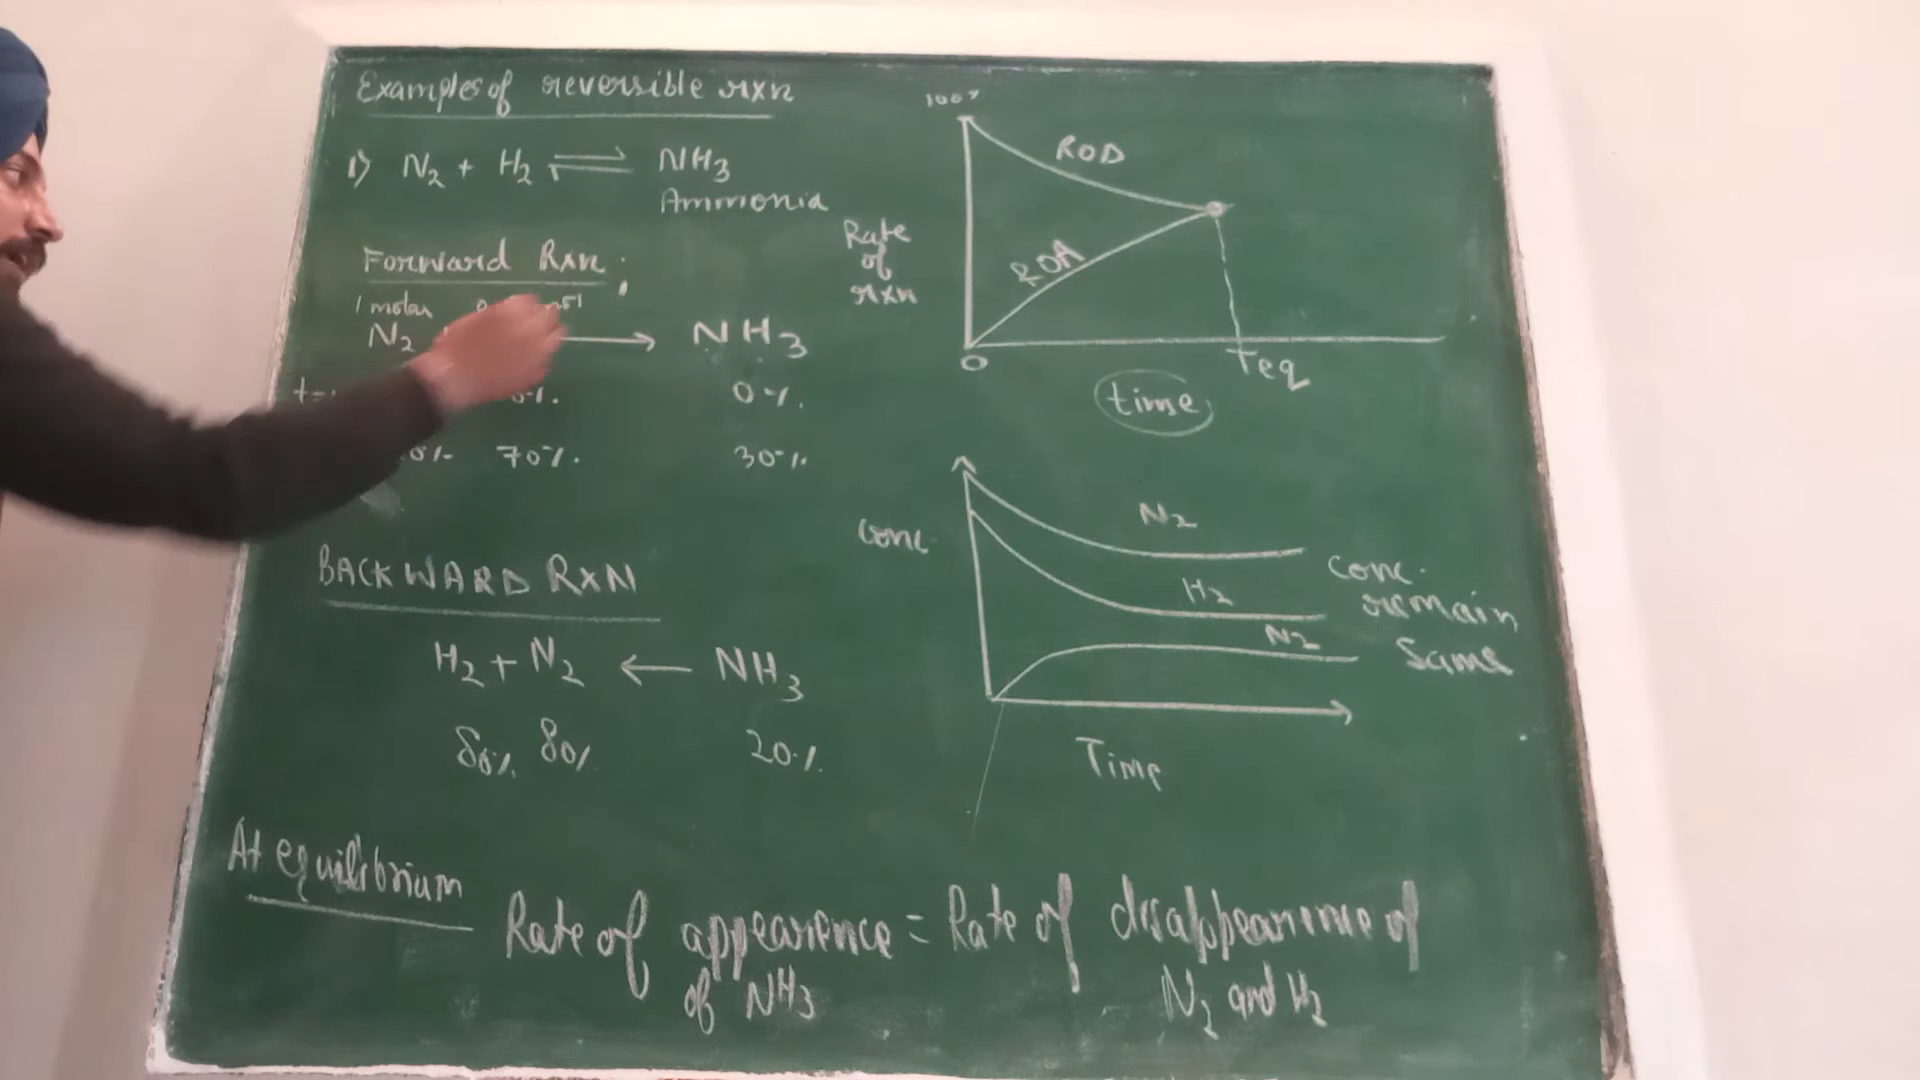 Examples of reversible rxn
1) N2 + H2 ⇌ NH3
Ammonia
Forward Rxn :
1 molar
N2 → NH3
0%.
70%. 30%.
BACKWARD RXN
H2 + N2 ← NH3
80%. 80% 20%.
At equilibrium
Rate of appearence = Rate of disappearence of
of NH3 N2 and H2
100%
ROD
Rate
of
rxn
ROA
0
Teq
time
Conc
N2
H2
N2
Conc.
remain
Same
Time